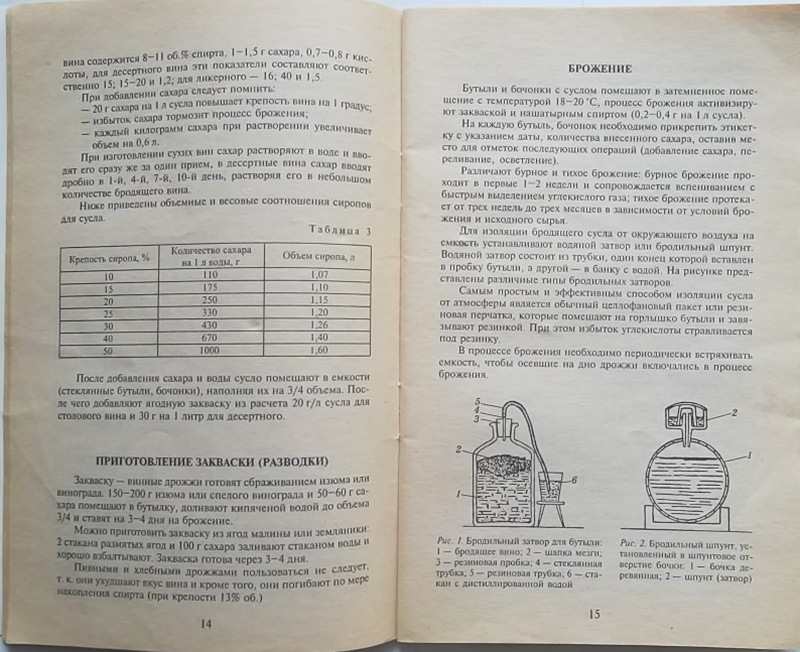 вина содержится 8—11 об.% спирта, 1—1,5 г сахара, 0,7—0,8 г кис-
лоты, для десертного вина эти показатели составляют соответ-
ственно 15; 15—20 и 1,2; для ликерного — 16; 40 и 1,5.
При добавлении сахара следует помнить:
— 20 г сахара на 1 л сусла повышает крепость вина на 1 градус;
— избыток сахара тормозит процесс брожения;
— каждый килограмм сахара при растворении увеличивает
объем на 0,6 л.
При изготовлении сухих вин сахар растворяют в воде и вво-
дят его сразу же за один прием, в десертные вина сахар вводят
дробно в 1-й, 4-й, 7-й, 10-й день, растворяя его в небольшом
количестве бродящего вина.
Ниже приведены объемные и весовые соотношения сиропов
для сусла.
Таблица 3
Крепость сиропа, % Количество сахара на 1 л воды, г Объем сиропа, л
10 110 1,07
15 175 1,10
20 250 1,15
25 330 1,20
30 430 1,26
40 670 1,40
50 1000 1,60
После добавления сахара и воды сусло помещают в емкости
(стеклянные бутыли, бочонки), наполняя их на 3/4 объема. Пос-
ле чего добавляют ягодную закваску из расчета 20 г/л сусла для
столового вина и 30 г на 1 литр для десертного.
ПРИГОТОВЛЕНИЕ ЗАКВАСКИ (РАЗВОДКИ)
Закваску — винные дрожжи готовят сбраживанием изюма или
винограда. 150—200 г изюма или спелого винограда и 50—60 г са-
хара помещают в бутылку, доливают кипяченой водой до объема
3/4 и ставят на 3—4 дня на брожение.
Можно приготовить закваску из ягод малины или земляники:
2 стакана размятых ягод и 100 г сахара заливают стаканом воды и
хорошо взбалтывают. Закваска готова через 3—4 дня.
Пивными и хлебными дрожжами пользоваться не следует,
т. к. они ухудшают вкус вина и кроме того, они погибают по мере
накопления спирта (при крепости 13% об.)
14
БРОЖЕНИЕ
Бутыли и бочонки с суслом помещают в затемненное поме-
щение с температурой 18—20 °С, процесс брожения активизиру-
ют закваской и нашатырным спиртом (0,2—0,4 г на 1 л сусла).
На каждую бутыль, бочонок необходимо прикрепить этикет-
ку с указанием даты, количества внесенного сахара, оставив ме-
сто для отметок последующих операций (добавление сахара, пе-
реливание, осветление).
Различают бурное и тихое брожение: бурное брожение про-
ходит в первые 1—2 недели и сопровождается вспениванием с
быстрым выделением углекислого газа; тихое брожение протека-
ет от трех недель до трех месяцев в зависимости от условий бро-
жения и исходного сырья.
Для изоляции бродящего сусла от окружающего воздуха на
емкость устанавливают водяной затвор или бродильный шпунт.
Водяной затвор состоит из трубки, один конец которой вставлен
в пробку бутыли, а другой — в банку с водой. На рисунке пред-
ставлены различные типы бродильных затворов.
Самым простым и эффективным способом изоляции сусла
от атмосферы является обычный целлофановый пакет или рези-
новая перчатка, которые помещают на горлышко бутыли и завя-
зывают резинкой. При этом избыток углекислоты стравливается
под резинку.
В процессе брожения необходимо периодически встряхивать
емкость, чтобы осевшие на дно дрожжи включались в процесс
брожения.
5
4
3
2
1
6
2
1
Рис. 1. Бродильный затвор для бутыли:
1 — бродящее вино; 2 — шапка мезги;
3 — резиновая пробка; 4 — стеклянная
трубка; 5 — резиновая трубка, 6 — ста-
кан с дистиллированной водой
Рис. 2. Бродильный шпунт, ус-
тановленный в шпунтовое от-
верстие бочки: 1 — бочка де-
ревянная; 2 — шпунт (затвор)
15